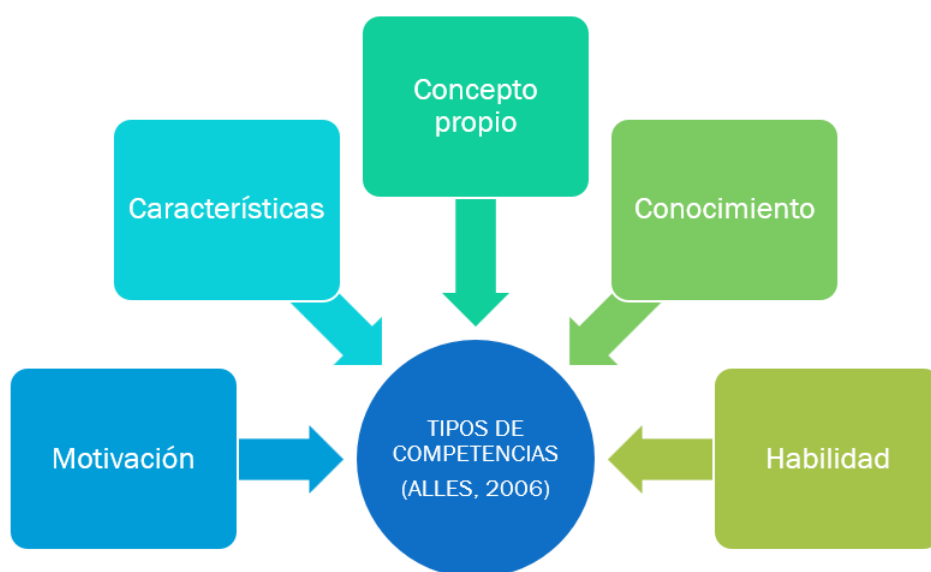 Concepto
propio
Características
Conocimiento
Motivación
TIPOS DE
COMPETENCIAS
(ALLES, 2006)
Habilidad